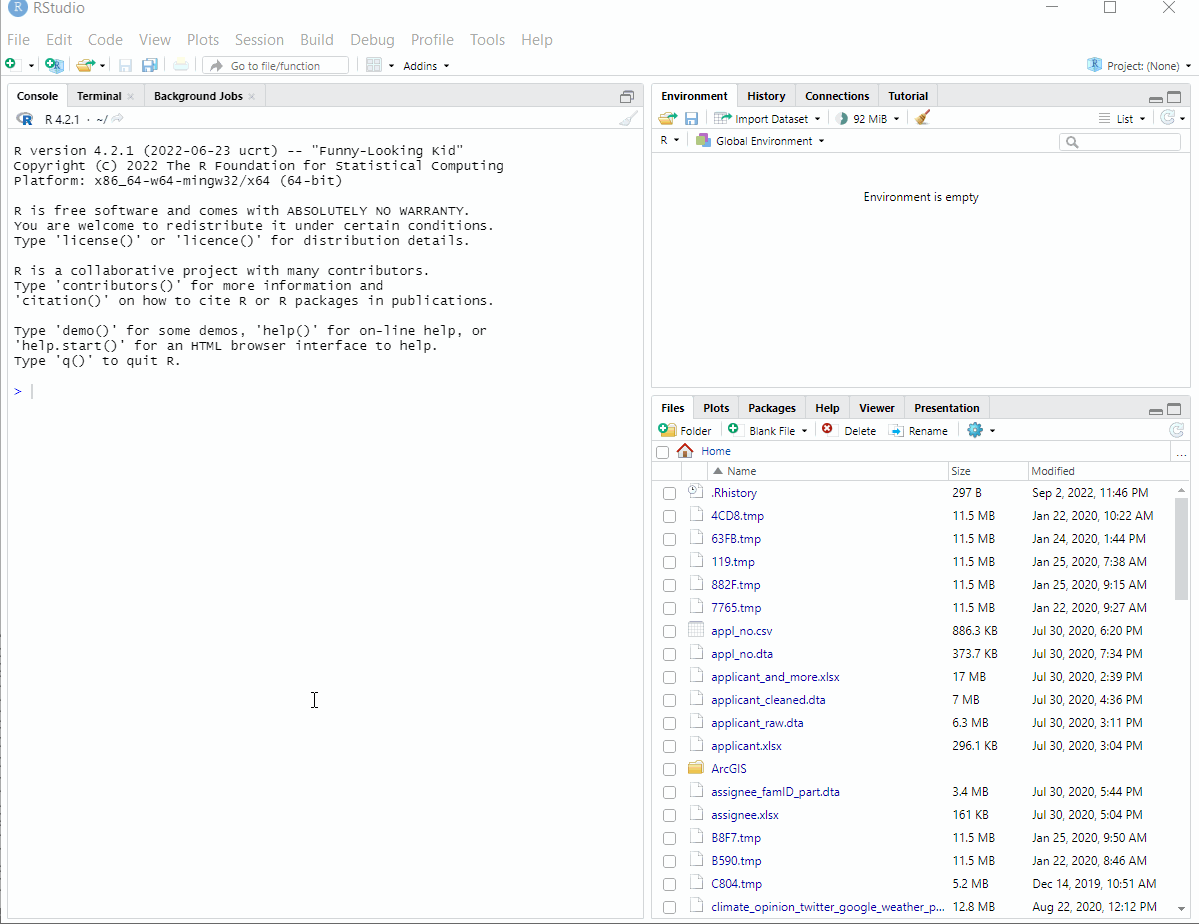 R RStudio
File Edit Code View Plots Session Build Debug Profile Tools Help
Go to file/function Addins R Project: (None)
Console Terminal Background Jobs
R R 4.2.1 · ~/
R version 4.2.1 (2022-06-23 ucrt) -- "Funny-Looking Kid"
Copyright (C) 2022 The R Foundation for Statistical Computing
Platform: x86_64-w64-mingw32/x64 (64-bit)
R is free software and comes with ABSOLUTELY NO WARRANTY.
You are welcome to redistribute it under certain conditions.
Type 'license()' or 'licence()' for distribution details.
R is a collaborative project with many contributors.
Type 'contributors()' for more information and
'citation()' on how to cite R or R packages in publications.
Type 'demo()' for some demos, 'help()' for on-line help, or
'help.start()' for an HTML browser interface to help.
Type 'q()' to quit R.
>
Environment History Connections Tutorial
Import Dataset 92 MiB List
R Global Environment
Environment is empty
Files Plots Packages Help Viewer Presentation
Folder Blank File Delete Rename
Home ...
Name Size Modified
.Rhistory 297 B Sep 2, 2022, 11:46 PM
4CD8.tmp 11.5 MB Jan 22, 2020, 10:22 AM
63FB.tmp 11.5 MB Jan 24, 2020, 1:44 PM
119.tmp 11.5 MB Jan 25, 2020, 7:38 AM
882F.tmp 11.5 MB Jan 25, 2020, 9:15 AM
7765.tmp 11.5 MB Jan 22, 2020, 9:27 AM
appl_no.csv 886.3 KB Jul 30, 2020, 6:20 PM
appl_no.dta 373.7 KB Jul 30, 2020, 7:34 PM
applicant_and_more.xlsx 17 MB Jul 30, 2020, 2:39 PM
applicant_cleaned.dta 7 MB Jul 30, 2020, 4:36 PM
applicant_raw.dta 6.3 MB Jul 30, 2020, 3:11 PM
applicant.xlsx 296.1 KB Jul 30, 2020, 3:04 PM
ArcGIS
assignee_famID_part.dta 3.4 MB Jul 30, 2020, 5:44 PM
assignee.xlsx 161 KB Jul 30, 2020, 5:04 PM
B8F7.tmp 11.5 MB Jan 25, 2020, 9:50 AM
B590.tmp 11.5 MB Jan 22, 2020, 8:46 AM
C804.tmp 5.2 MB Dec 14, 2019, 10:51 AM
climate_opinion_twitter_google_weather_p... 12.8 MB Aug 22, 2020, 12:12 PM